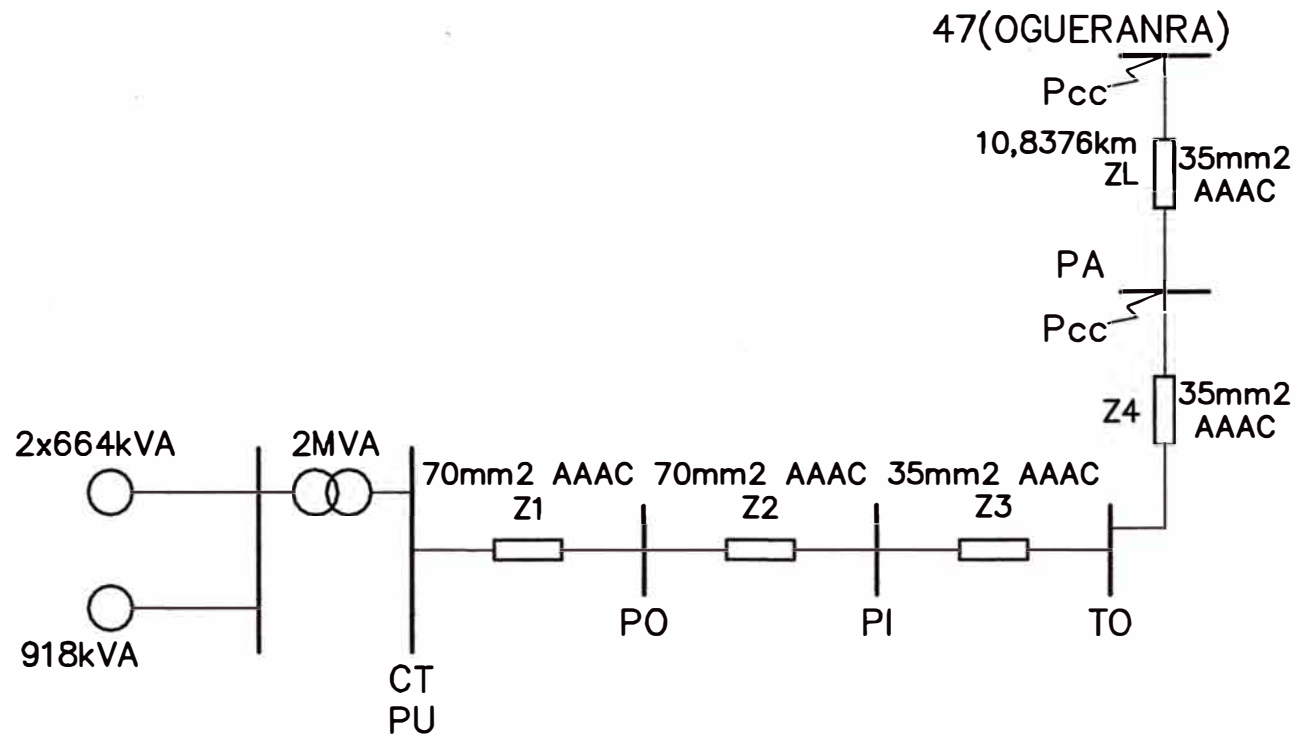 47(OGUERANRA)
Pcc
10,8376km
ZL
35mm2
AAAC
PA
Pcc
Z4
35mm2
AAAC
2x664kVA
2MVA
70mm2 AAAC
Z1
70mm2 AAAC
Z2
35mm2 AAAC
Z3
918kVA
PO
PI
TO
CT
PU